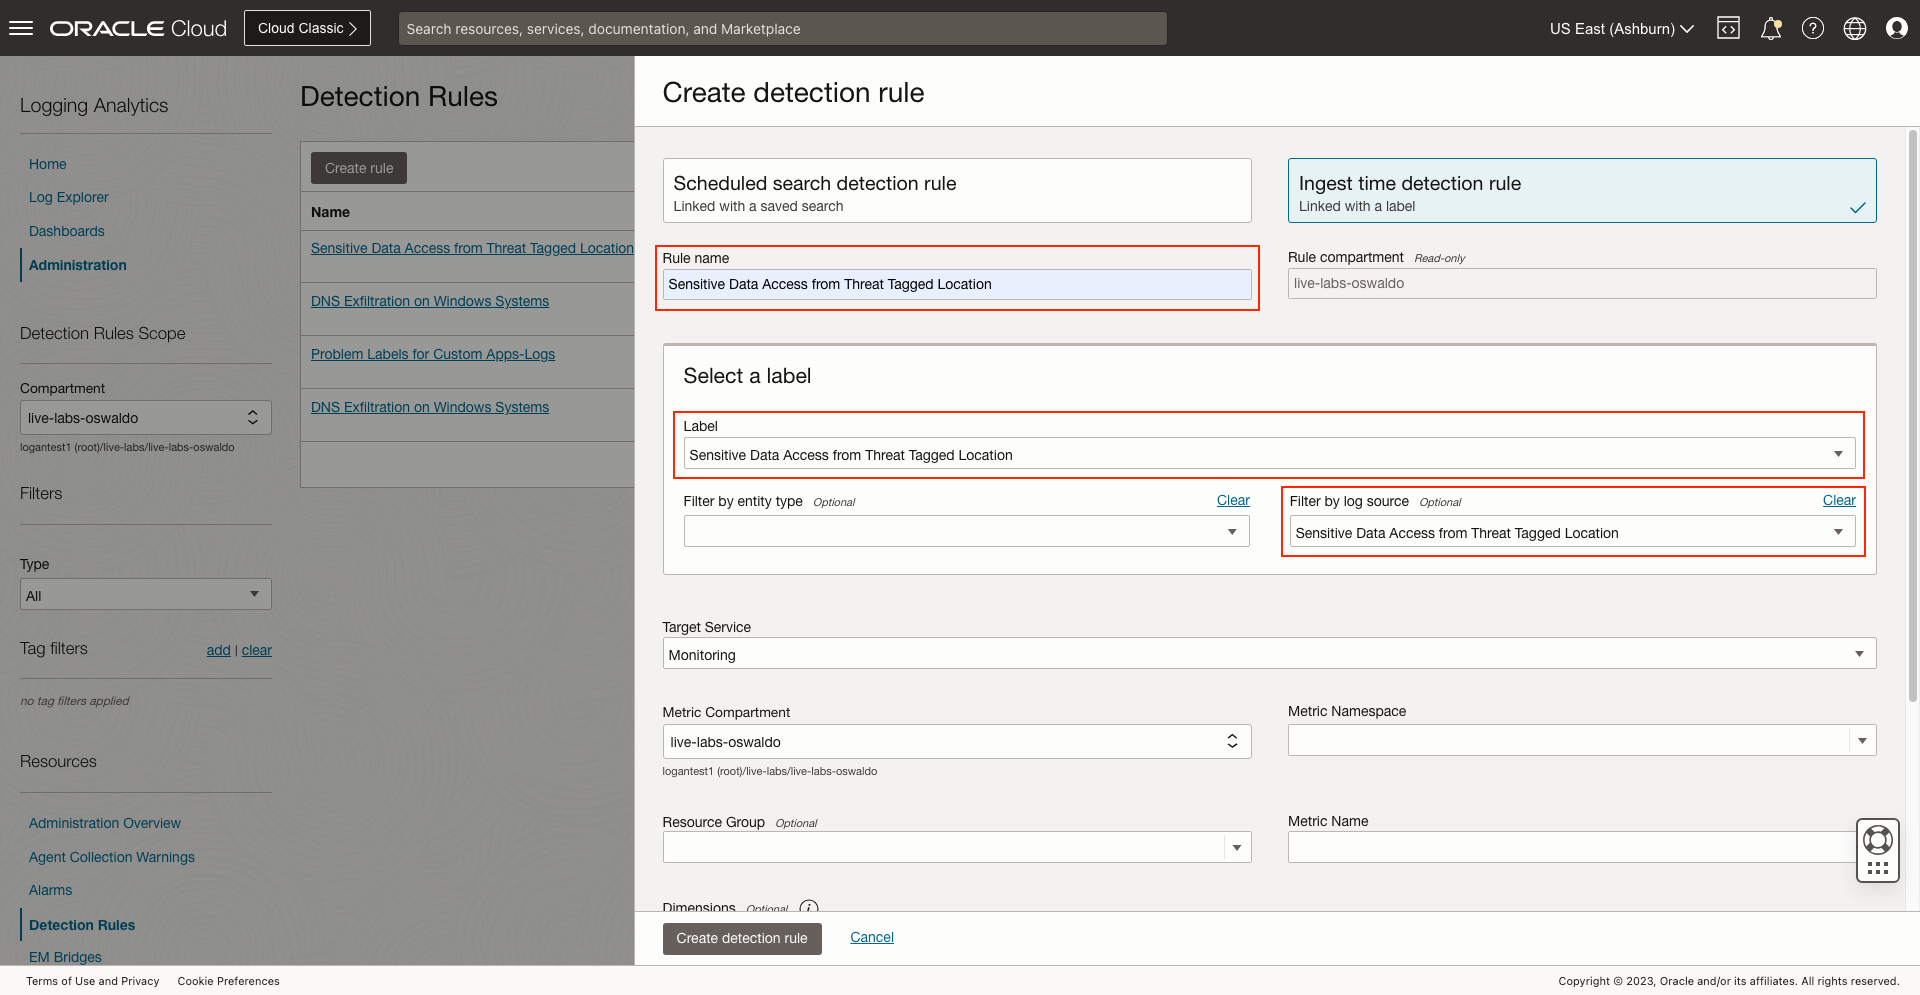 ORACLE Cloud
Cloud Classic
Search resources, services, documentation, and Marketplace
US East (Ashburn)
Logging Analytics
Home
Log Explorer
Dashboards
Administration
Detection Rules Scope
Compartment
live-labs-oswaldo
logantest1 (root)/live-labs/live-labs-oswaldo
Filters
Type
All
Tag filters
add | clear
no tag filters applied
Resources
Administration Overview
Agent Collection Warnings
Alarms
Detection Rules
EM Bridges
Detection Rules
Create rule
Name
Sensitive Data Access from Threat Tagged Location
DNS Exfiltration on Windows Systems
Problem Labels for Custom Apps-Logs
DNS Exfiltration on Windows Systems
Create detection rule
Scheduled search detection rule
Linked with a saved search
Ingest time detection rule
Linked with a label
Rule name
Sensitive Data Access from Threat Tagged Location
Rule compartment Read-only
live-labs-oswaldo
Select a label
Label
Sensitive Data Access from Threat Tagged Location
Filter by entity type Optional
Clear
Filter by log source Optional
Clear
Sensitive Data Access from Threat Tagged Location
Target Service
Monitoring
Metric Compartment
live-labs-oswaldo
logantest1 (root)/live-labs/live-labs-oswaldo
Metric Namespace
Resource Group Optional
Metric Name
Dimensions Optional
Create detection rule
Cancel
Terms of Use and Privacy
Cookie Preferences
Copyright © 2023, Oracle and/or its affiliates. All rights reserved.